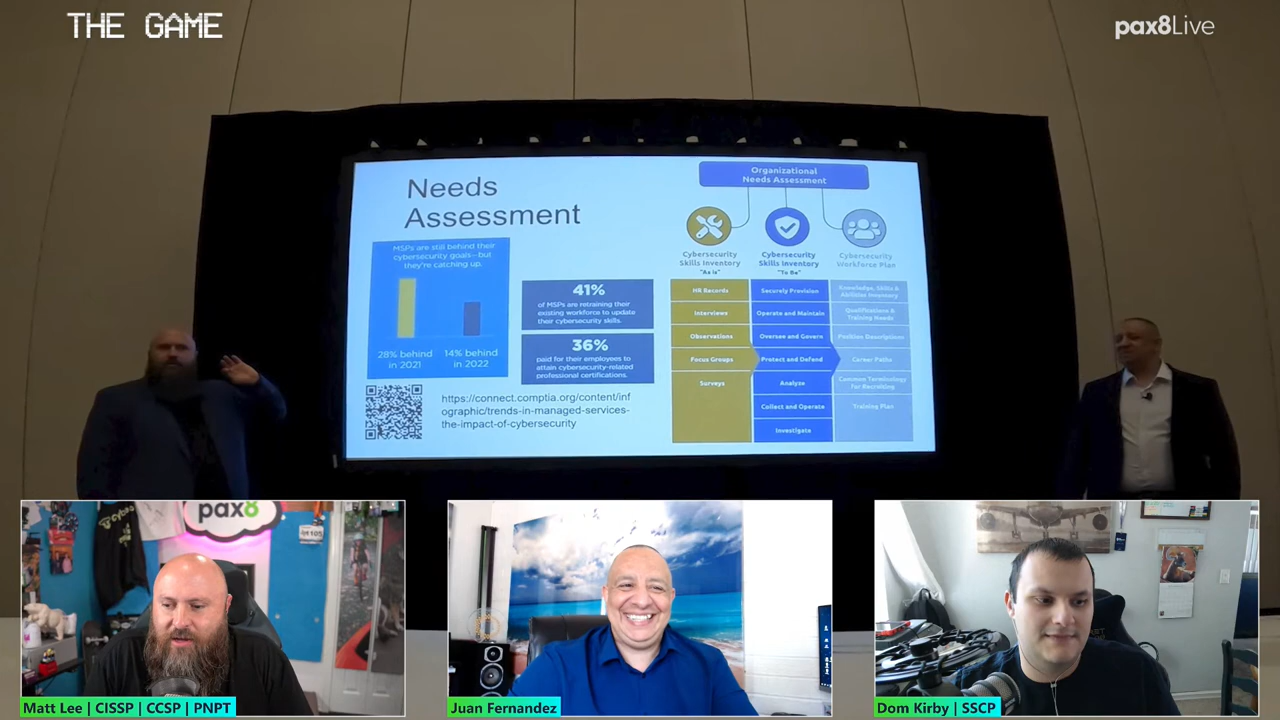 THE GAME
pax8Live
Needs
Assessment
MSPs are still behind their
cybersecurity goals—but
they're catching up.
28% behind
in 2021
14% behind
in 2022
41%
of MSPs are retraining their
existing workforce to update
their cybersecurity skills.
36%
paid for their employees to
attain cybersecurity-related
professional certifications.
https://connect.comptia.org/content/inf
ographic/trends-in-managed-services-
the-impact-of-cybersecurity
Organizational
Needs Assessment
Cybersecurity
Skills Inventory
"As Is"
HR Records
Interviews
Observations
Focus Groups
Surveys
Cybersecurity
Skills Inventory
"To Be"
Securely Provision
Operate and Maintain
Oversee and Govern
Protect and Defend
Analyze
Collect and Operate
Investigate
Cybersecurity
Workforce Plan
Knowledge, Skills &
Abilities Inventory
Qualifications &
Training Needs
Position Descriptions
Career Paths
Common Terminology
for Recruiting
Training Plan
pax8
Matt Lee | CISSP | CCSP | PNPT
Juan Fernandez
Dom Kirby | SSCP